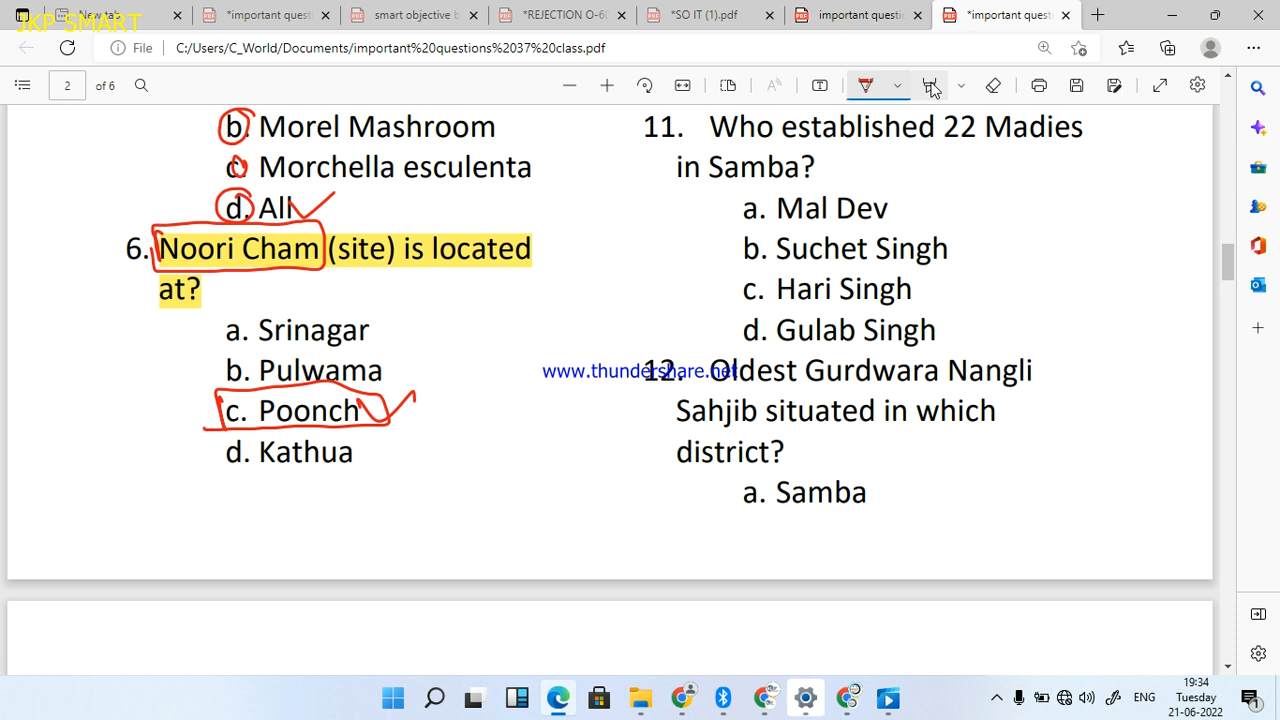 JKP SMART
New tab
*important quest
smart objective b
*REJECTION O-60
*SO IT (1).pdf
important questi
*important quest
File
C:/Users/C_World/Documents/important%20questions%2037%20class.pdf
2 of 6
b. Morel Mashroom
c. Morchella esculenta
d. All
6. Noori Cham (site) is located
at?
a. Srinagar
b. Pulwama
c. Poonch
d. Kathua
11. Who established 22 Madies
in Samba?
a. Mal Dev
b. Suchet Singh
c. Hari Singh
d. Gulab Singh
www.thundershare.net
12. Oldest Gurdwara Nangli
Sahjib situated in which
district?
a. Samba
ENG
19:34
Tuesday
21-06-2022
1